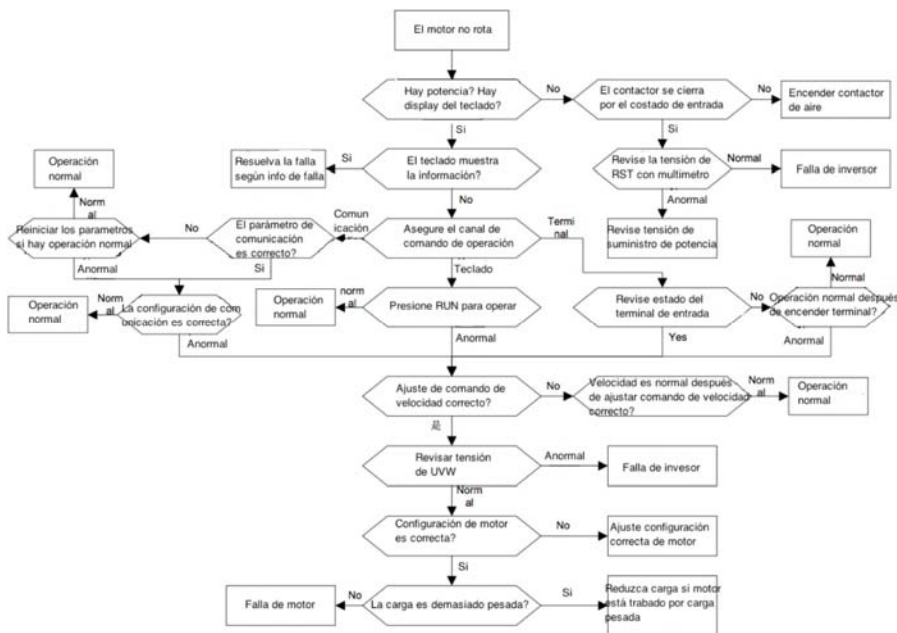 El motor no rota
Hay potencia? Hay
display del teclado?
No
El contactor se cierra
por el costado de entrada
No
Encender contactor
de aire
Si
Si
Operación
normal
Resuelva la falla
según info de falla
Si
El teclado muestra
la información?
Revise la tensión de
RST con multimetro
Normal
Falla de inversor
Norm
al
No
Anormal
Reiniciar los parametros
si hay operación normal
No
El parámetro de
comunicación
es correcto?
Comun
icación
Asegure el canal de
comando de operación
Termi
nal
Revise tensión de
suministro de potencia
Operación
normal
Anormal
Si
Teclado
Normal
Operación
normal
Norm
al
La configuración de com
unicación es correcta?
Operación
normal
norm
al
Presione RUN para operar
Revise estado del
terminal de entrada
No
Operación normal después
de encender terminal?
Anormal
Anormal
Yes
Anormal
Ajuste de comando de
velocidad correcto?
No
Velocidad es normal después
de ajustar comando de velocidad
correcto?
Norm
al
Operación
normal
是
Revisar tensión
de UVW
Anormal
Falla de invesor
Norm
al
Configuración de motor
es correcta?
No
Ajuste configuración
correcta de motor
Si
Falla de motor
No
La carga es demasiado pesada?
Si
Reduzca carga si motor
está trabado por carga
pesada